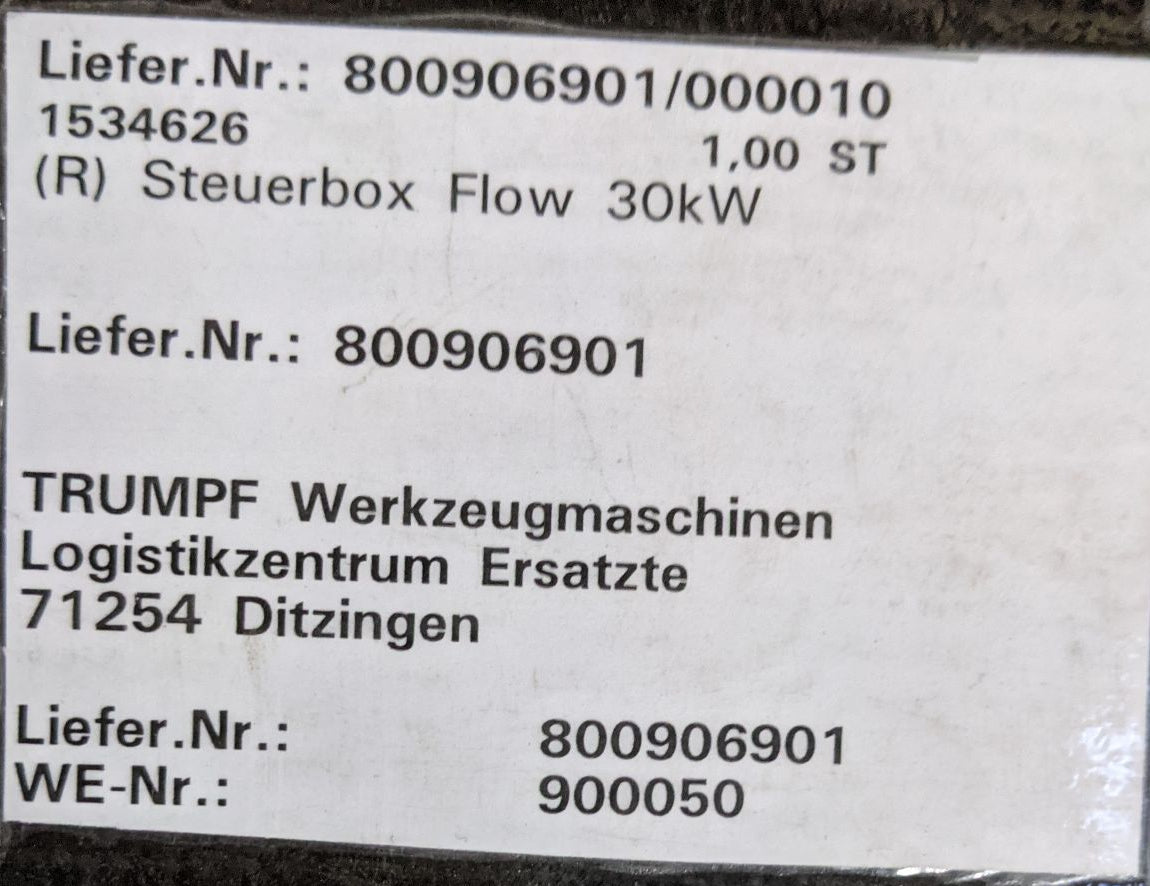 Liefer.Nr.: 800906901/000010
1534626 1,00 ST
(R) Steuerbox Flow 30kW
Liefer.Nr.: 800906901
TRUMPF Werkzeugmaschinen
Logistikzentrum Ersatzte
71254 Ditzingen
Liefer.Nr.: 800906901
WE-Nr.: 900050